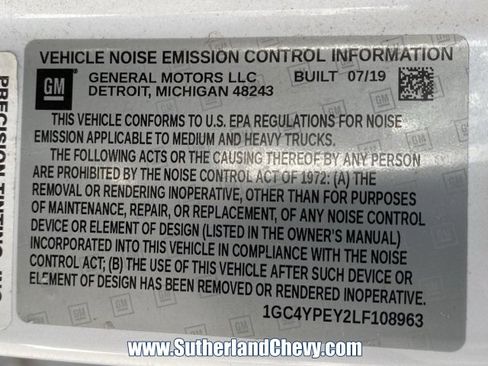 VEHICLE NOISE EMISSION CONTROL INFORMATION
GM GENERAL MOTORS LLC BUILT 07/19
DETROIT, MICHIGAN 48243
THIS VEHICLE CONFORMS TO U.S. EPA REGULATIONS FOR NOISE
EMISSION APPLICABLE TO MEDIUM AND HEAVY TRUCKS.
THE FOLLOWING ACTS OR THE CAUSING THEREOF BY ANY PERSON
ARE PROHIBITED BY THE NOISE CONTROL ACT OF 1972: (A) THE
REMOVAL OR RENDERING INOPERATIVE, OTHER THAN FOR PURPOSES
OF MAINTENANCE, REPAIR, OR REPLACEMENT, OF ANY NOISE CONTROL
DEVICE OR ELEMENT OF DESIGN (LISTED IN THE OWNER'S MANUAL)
INCORPORATED INTO THIS VEHICLE IN COMPLIANCE WITH THE NOISE
CONTROL ACT; (B) THE USE OF THIS VEHICLE AFTER SUCH DEVICE OR
ELEMENT OF DESIGN HAS BEEN REMOVED OR RENDERED INOPERATIVE.
1GC4YPEY2LF108963
PRECISION TINTING, INC
www.SutherlandChevy.com